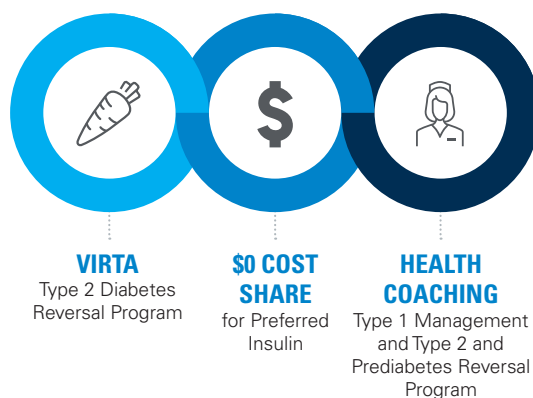 $
VIRTA
Type 2 Diabetes
Reversal Program
$0 COST
SHARE
for Preferred
Insulin
HEALTH
COACHING
Type 1 Management
and Type 2 and
Prediabetes Reversal
Program